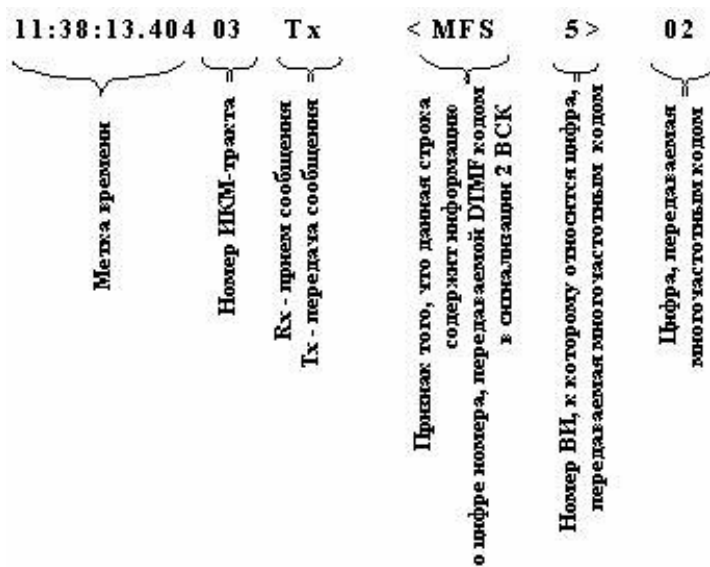 11:38:13.404 03 Tx <MFS 5> 02
Метка времени
Номер ИКМ-тракта
Rx - прием сообщения
Tx - передача сообщения
Признак того, что данная строка
содержит информацию
о цифре номера, передаваемой DTMF кодом
в сигнализации 2 ВСК
Номер ВИ, к которому относится цифра,
передаваемая многочастотным кодом
Цифра, передаваемая
многочастотным кодом